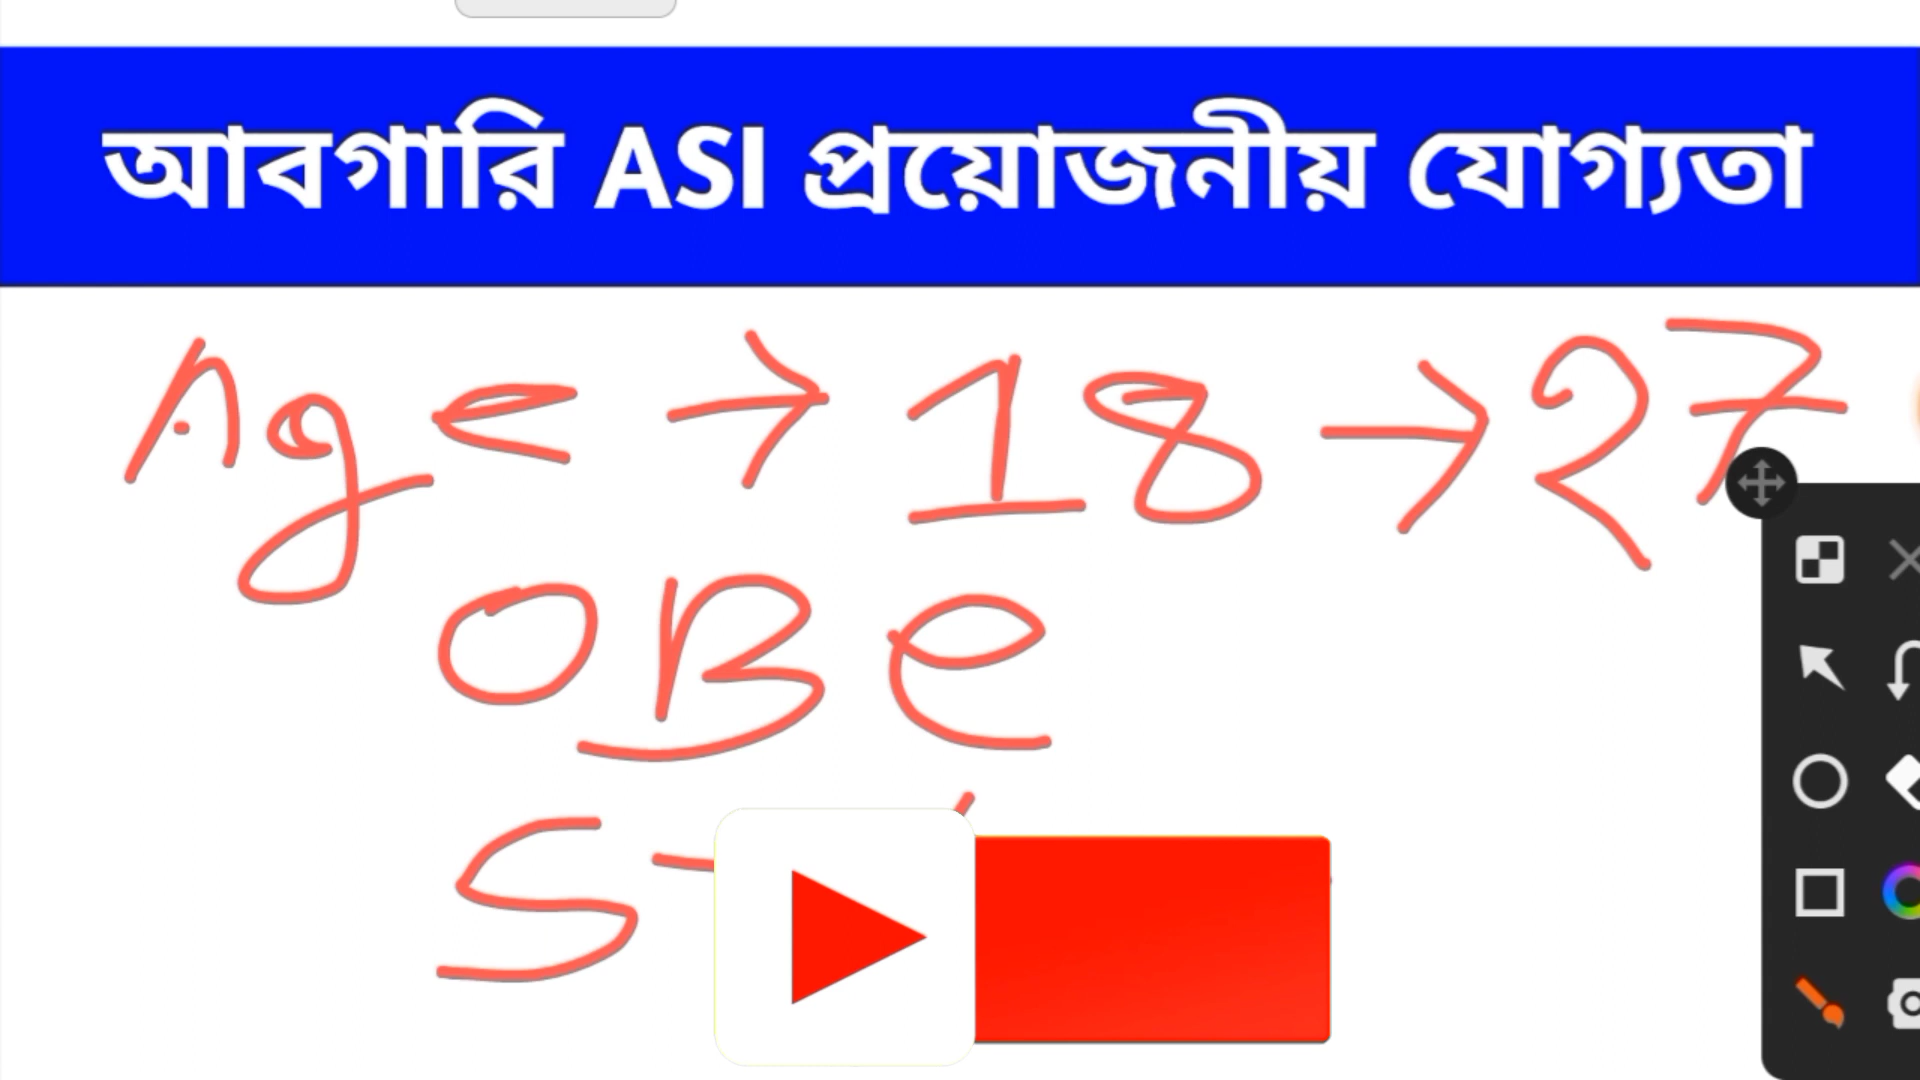 আবগারি ASI প্রয়োজনীয় যোগ্যতা
Age → 18 → 27
OBC
S